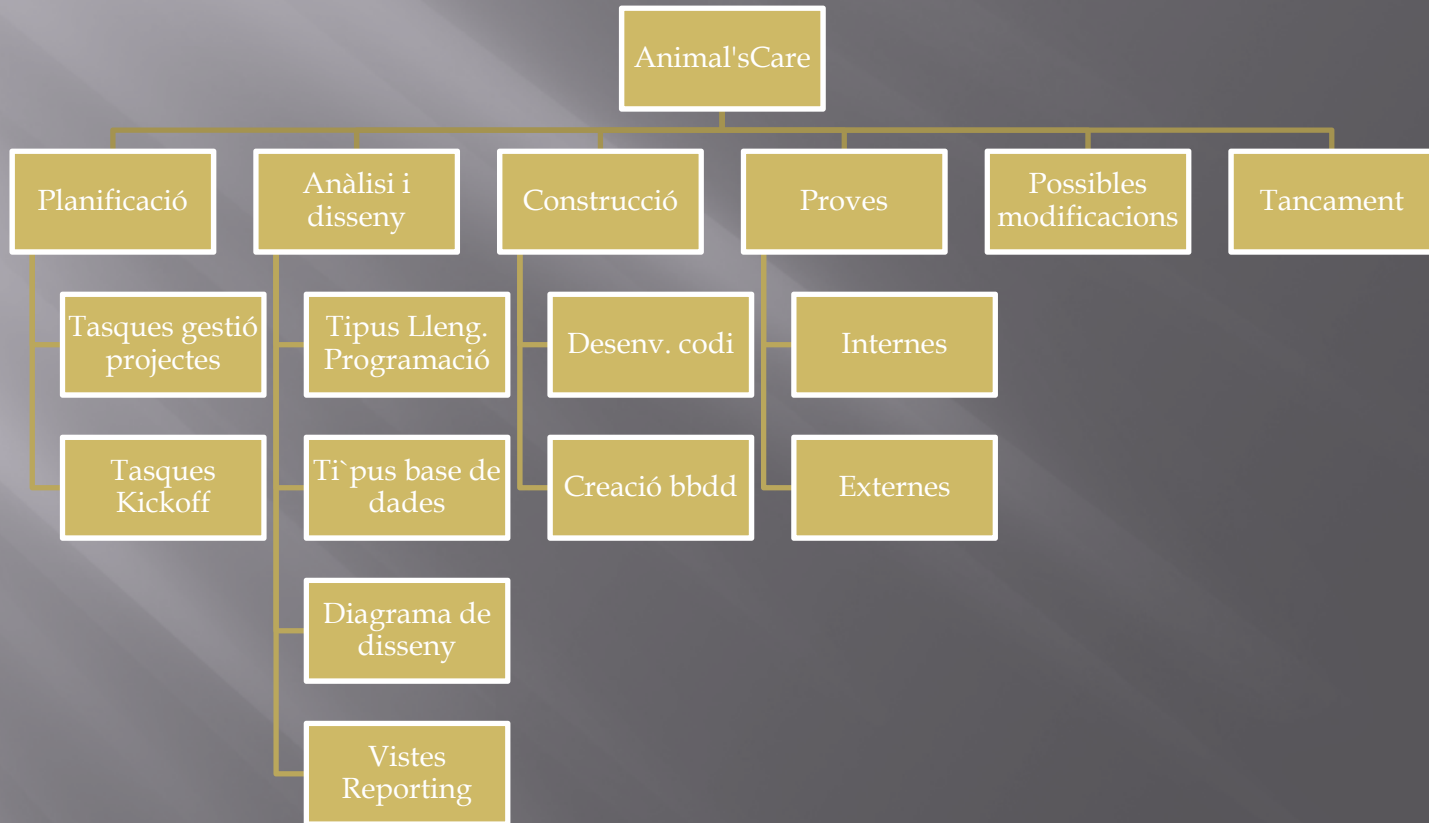 Animal'sCare
Planificació
Anàlisi i
disseny
Construcció
Proves
Possibles
modificacions
Tancament
Tasques gestió
projectes
Tipus Lleng.
Programació
Desenv. codi
Internes
Tasques
Kickoff
Ti`pus base de
dades
Creació bbdd
Externes
Diagrama de
disseny
Vistes
Reporting